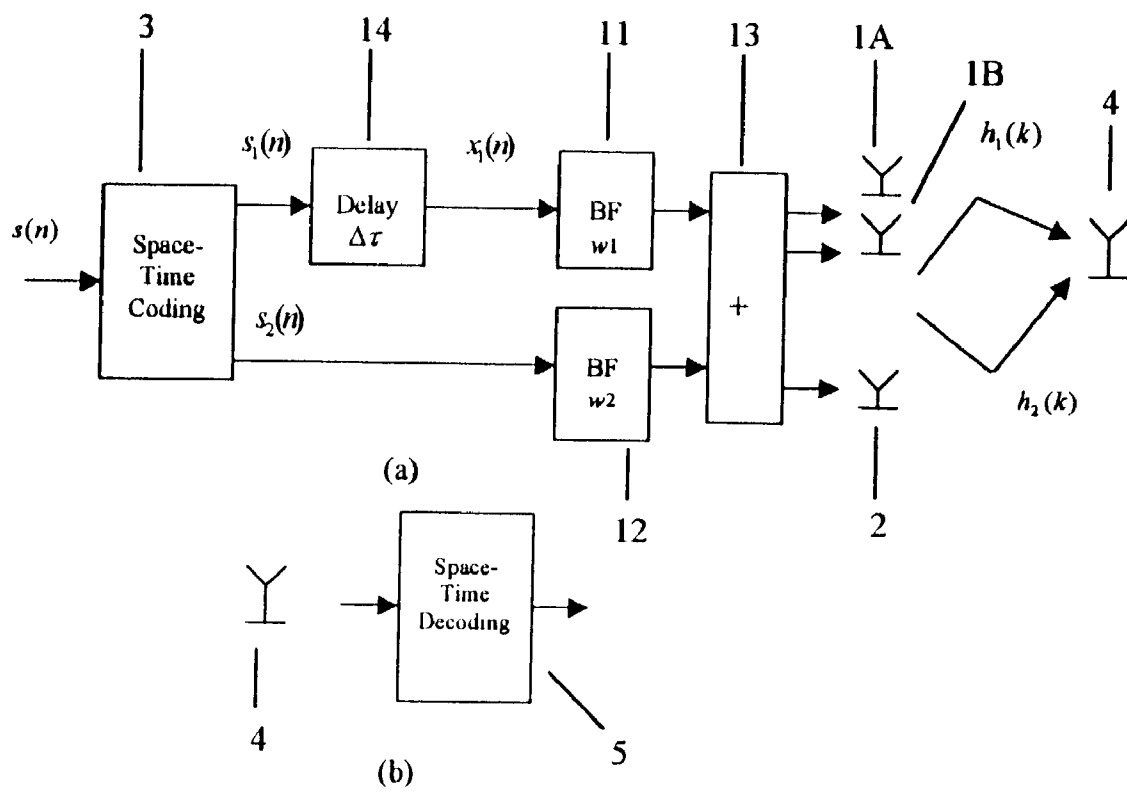 3
14
11
13
1A
1B
4
s(n)
Space-
Time
Coding
s₁(n)
Delay
Δτ
x₁(n)
BF
w1
+
h₁(k)
s₂(n)
BF
w2
h₂(k)
(a)
12
2
Space-
Time
Decoding
4
5
(b)